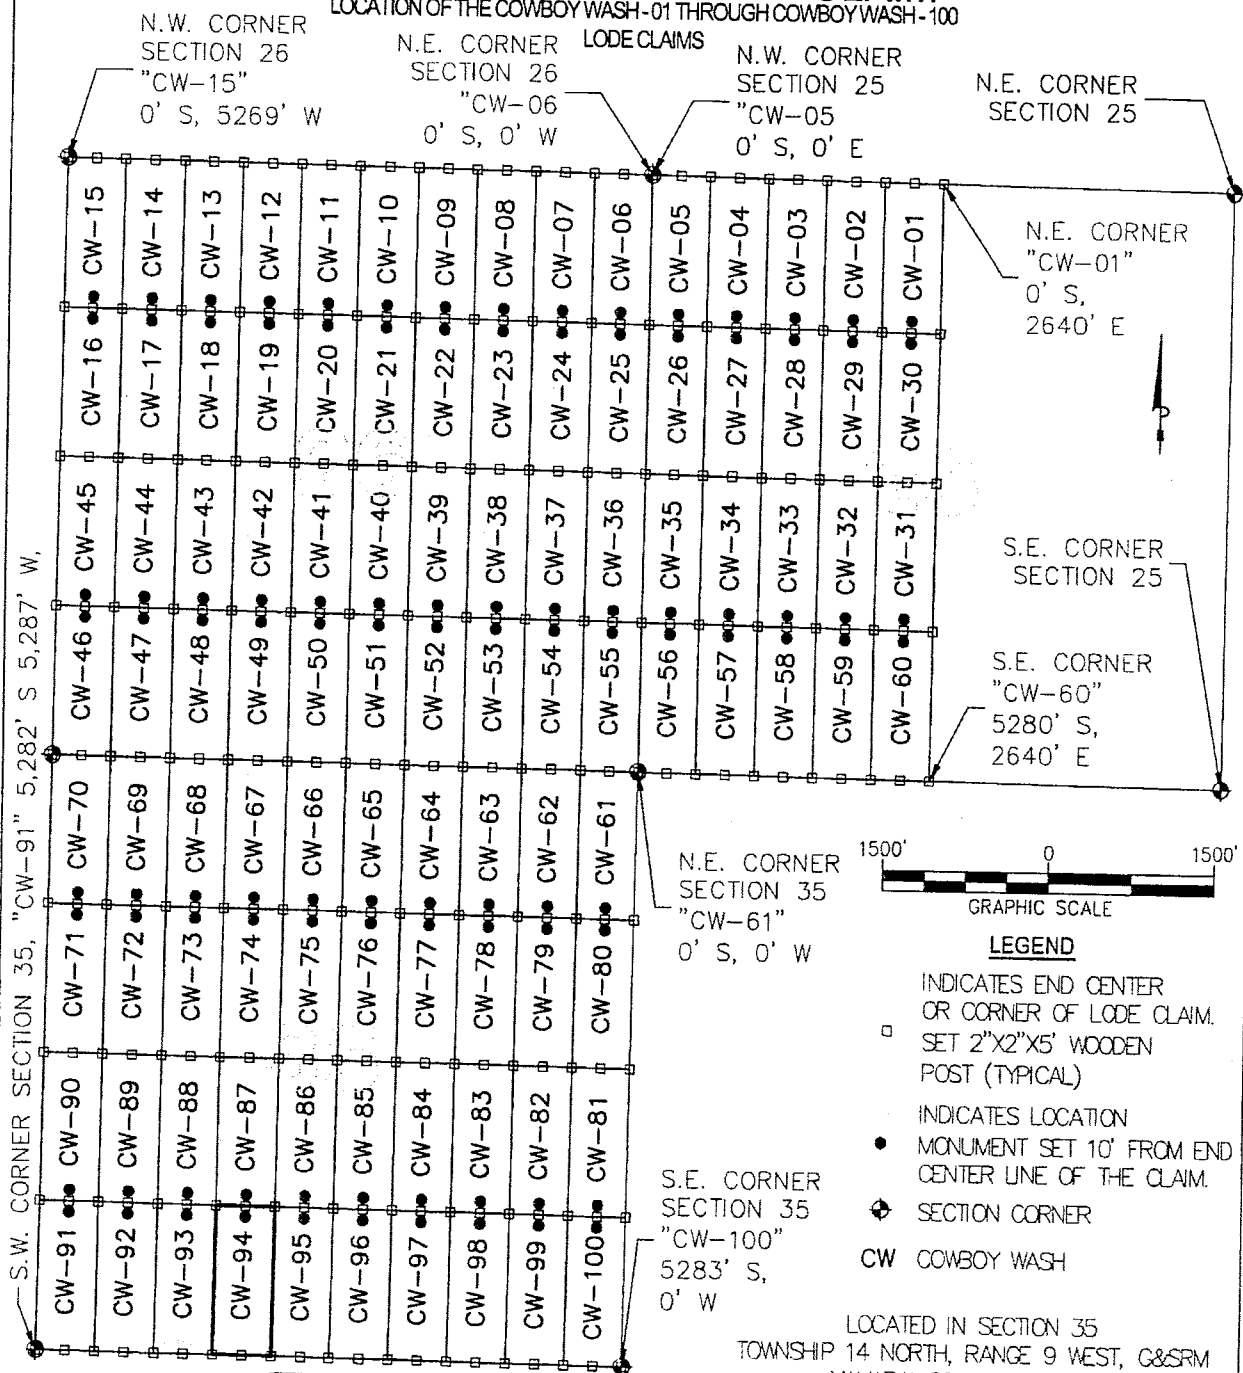 LOCATION OF THE COWBOY WASH-01 THROUGH COWBOY WASH-100
LODE CLAIMS
N.W. CORNER
SECTION 26
"CW-15"
0' S, 5269' W
N.E. CORNER
SECTION 26
"CW-06
0' S, 0' W
N.W. CORNER
SECTION 25
"CW-05
0' S, 0' E
N.E. CORNER
SECTION 25
CW-15 CW-14 CW-13 CW-12 CW-11 CW-10 CW-09 CW-08 CW-07 CW-06 CW-05 CW-04 CW-03 CW-02 CW-01
N.E. CORNER
"CW-01"
0' S,
2640' E
CW-16 CW-17 CW-18 CW-19 CW-20 CW-21 CW-22 CW-23 CW-24 CW-25 CW-26 CW-27 CW-28 CW-29 CW-30
CW-45 CW-44 CW-43 CW-42 CW-41 CW-40 CW-39 CW-38 CW-37 CW-36 CW-35 CW-34 CW-33 CW-32 CW-31
S.E. CORNER
SECTION 25
CW-46 CW-47 CW-48 CW-49 CW-50 CW-51 CW-52 CW-53 CW-54 CW-55 CW-56 CW-57 CW-58 CW-59 CW-60
S.E. CORNER
"CW-60"
5280' S,
2640' E
CW-70 CW-69 CW-68 CW-67 CW-66 CW-65 CW-64 CW-63 CW-62 CW-61
N.E. CORNER
SECTION 35
"CW-61"
0' S, 0' W
CW-71 CW-72 CW-73 CW-74 CW-75 CW-76 CW-77 CW-78 CW-79 CW-80
CW-90 CW-89 CW-88 CW-87 CW-86 CW-85 CW-84 CW-83 CW-82 CW-81
CW-91 CW-92 CW-93 CW-94 CW-95 CW-96 CW-97 CW-98 CW-99 CW-100
S.E. CORNER
SECTION 35
"CW-100"
5283' S,
0' W
S.W. CORNER SECTION 35, "CW-91" 5,282' S 5,287' W,
1500' 0 1500'
GRAPHIC SCALE
LEGEND
INDICATES END CENTER
OR CORNER OF LODE CLAIM.
SET 2"X2"X5' WOODEN
POST (TYPICAL)
INDICATES LOCATION
MONUMENT SET 10' FROM END
CENTER LINE OF THE CLAIM.
SECTION CORNER
CW COWBOY WASH
LOCATED IN SECTION 35
TOWNSHIP 14 NORTH, RANGE 9 WEST, G&SRM